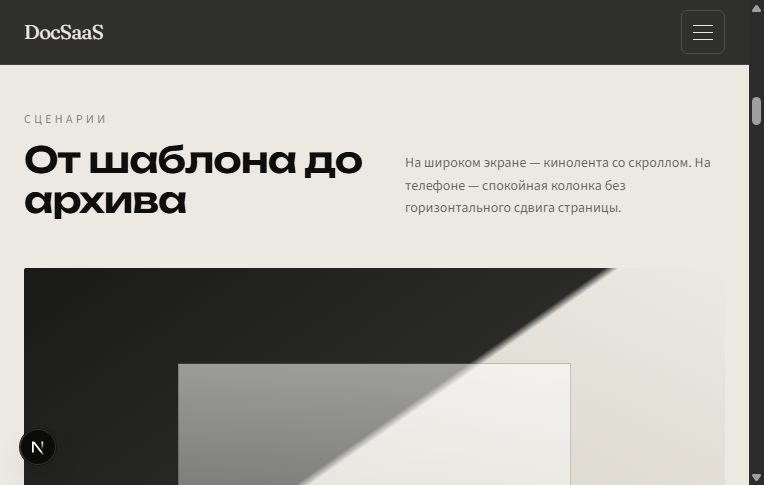 DocSaaS
СЦЕНАРИИ
От шаблона до
архива
На широком экране — кинолента со скроллом. На
телефоне — спокойная колонка без
горизонтального сдвига страницы.
N